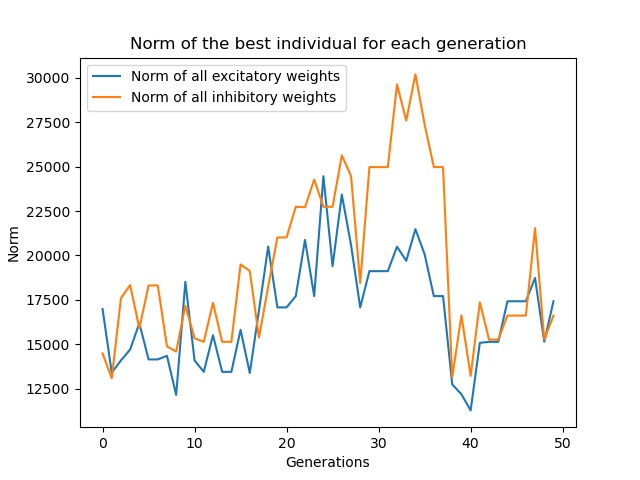 Norm of the best individual for each generation
Norm of all excitatory weights
Norm of all inhibitory weights
30000
27500
25000
22500
20000
17500
15000
12500
Norm
0 10 20 30 40 50
Generations